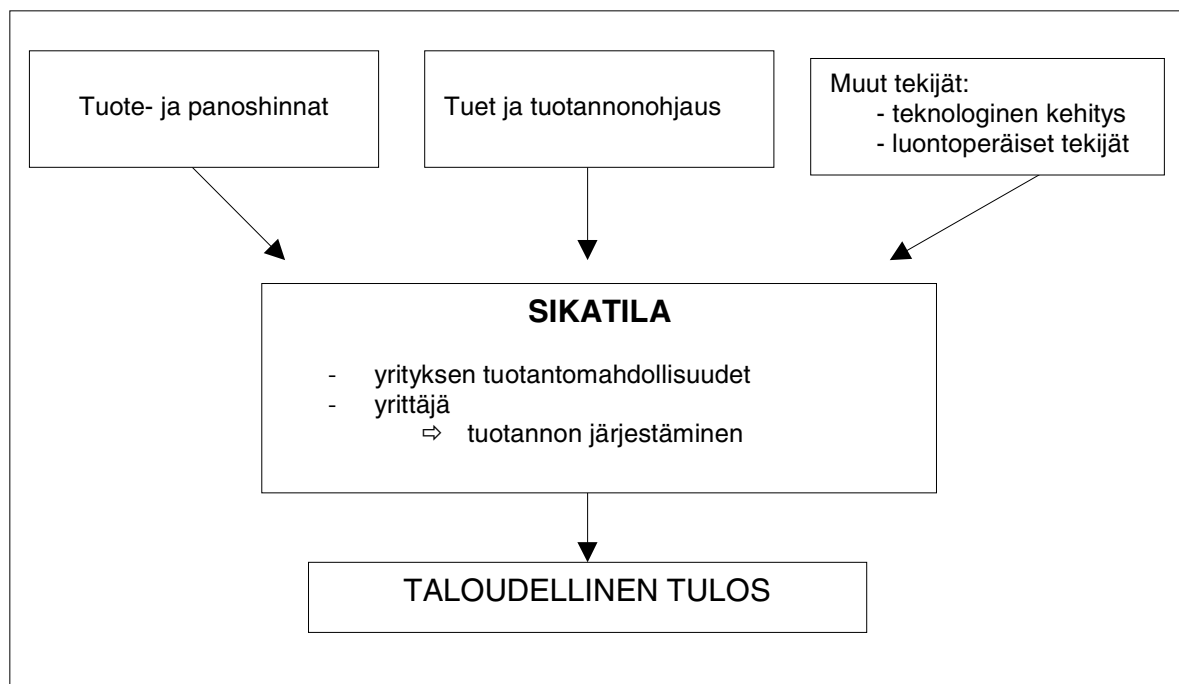 Tuote- ja panoshinnat
Tuet ja tuotannonohjaus
Muut tekijät:
- teknologinen kehitys
- luontoperäiset tekijät
SIKATILA
- yrityksen tuotantomahdollisuudet
- yrittäjä
⇨ tuotannon järjestäminen
TALOUDELLINEN TULOS